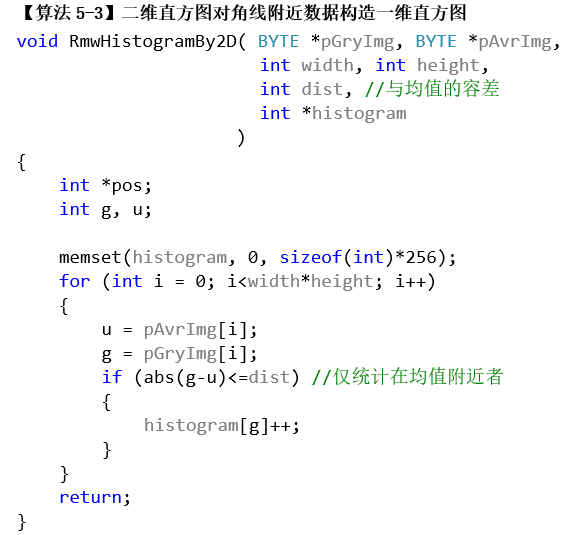 【算法 5-3】二维直方图对角线附近数据构造一维直方图
void RmwHistogramBy2D( BYTE *pGryImg, BYTE *pAvrImg,
int width, int height,
int dist, //与均值的容差
int *histogram
)
{
int *pos;
int g, u;
memset(histogram, 0, sizeof(int)*256);
for (int i = 0; i<width*height; i++)
{
u = pAvrImg[i];
g = pGryImg[i];
if (abs(g-u)<=dist) //仅统计在均值附近者
{
histogram[g]++;
}
}
return;
}